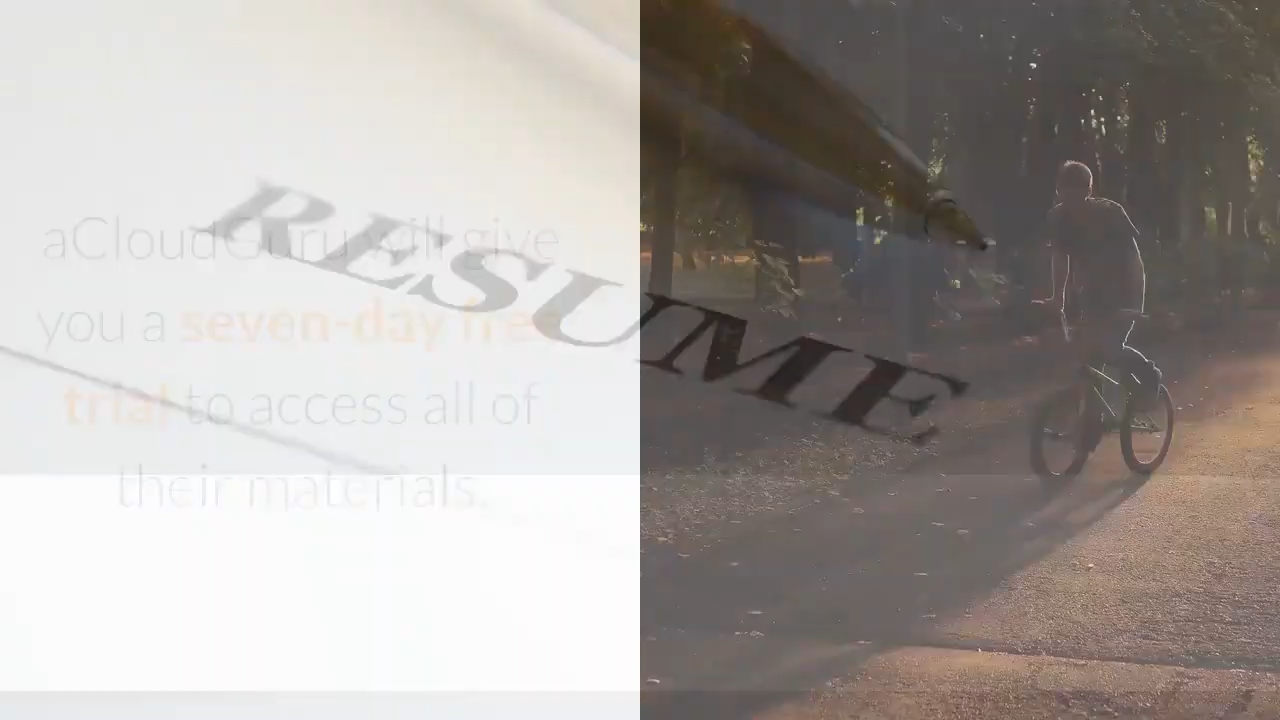 RESUME
aCloudGuru will give
you a seven-day free
trial to access all of
their materials.